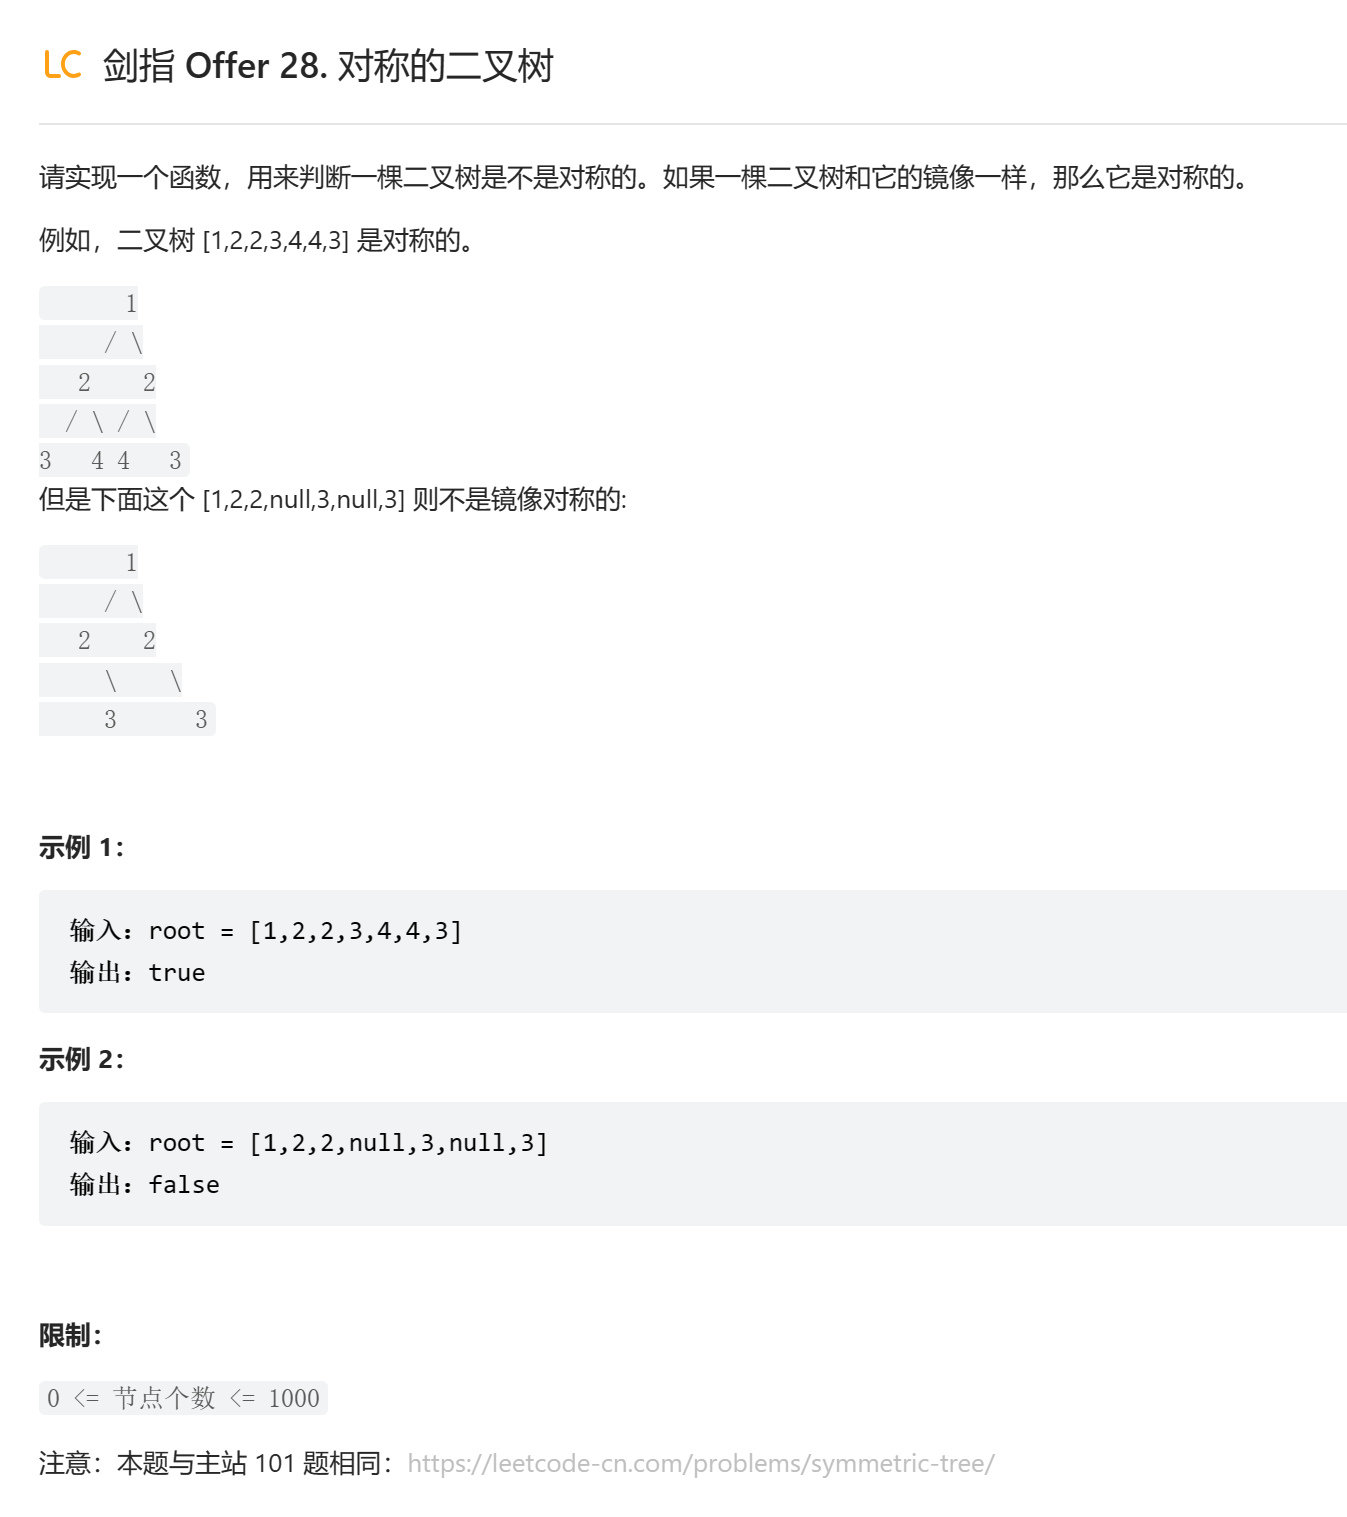 LC 剑指 Offer 28. 对称的二叉树
请实现一个函数，用来判断一棵二叉树是不是对称的。如果一棵二叉树和它的镜像一样，那么它是对称的。
例如，二叉树 [1,2,2,3,4,4,3] 是对称的。
1
/ \
2    2
/ \ / \
3   4 4   3
但是下面这个 [1,2,2,null,3,null,3] 则不是镜像对称的:
1
/ \
2    2
\    \
3      3
示例 1：
输入：root = [1,2,2,3,4,4,3]
输出：true
示例 2：
输入：root = [1,2,2,null,3,null,3]
输出：false
限制：
0 <= 节点个数 <= 1000
注意：本题与主站 101 题相同：https://leetcode-cn.com/problems/symmetric-tree/